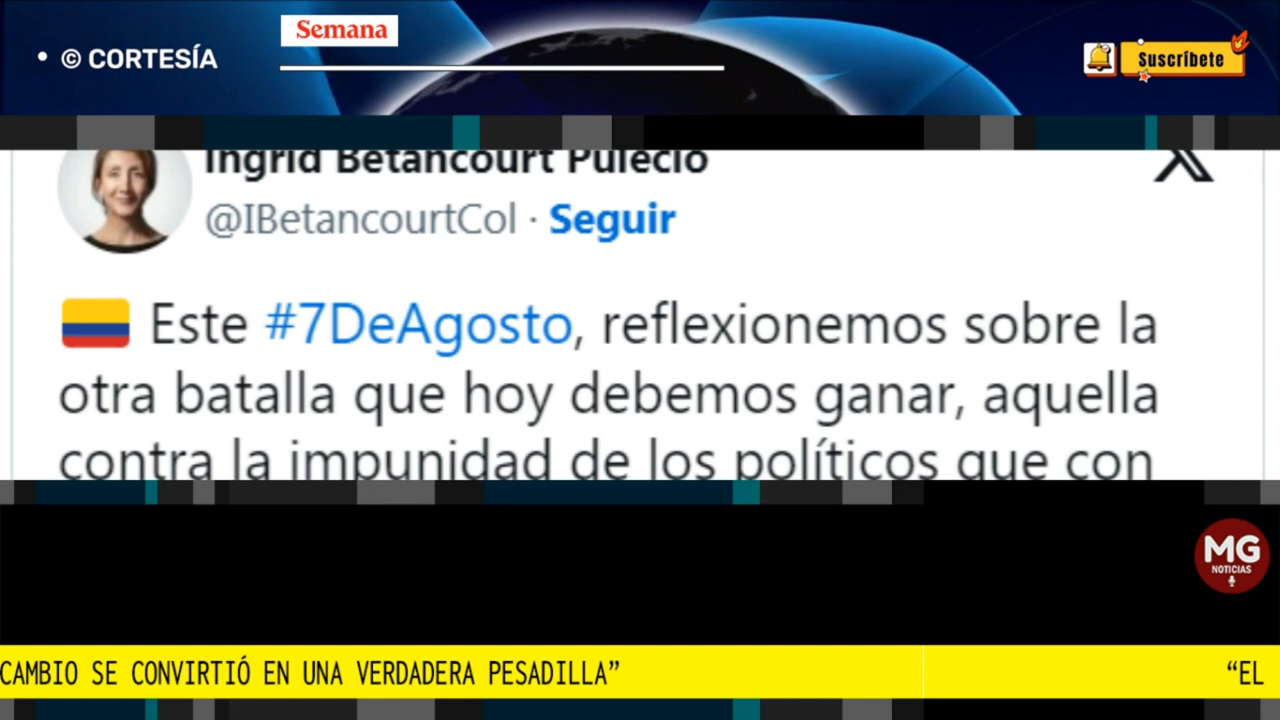 Semana
• © CORTESÍA
Suscríbete
Ingrid Betancourt Pulecio
@IBetancourtCol · Seguir
Este #7DeAgosto, reflexionemos sobre la
otra batalla que hoy debemos ganar, aquella
contra la impunidad de los políticos que con
MG
NOTICIAS
CAMBIO SE CONVIRTIÓ EN UNA VERDADERA PESADILLA” “EL